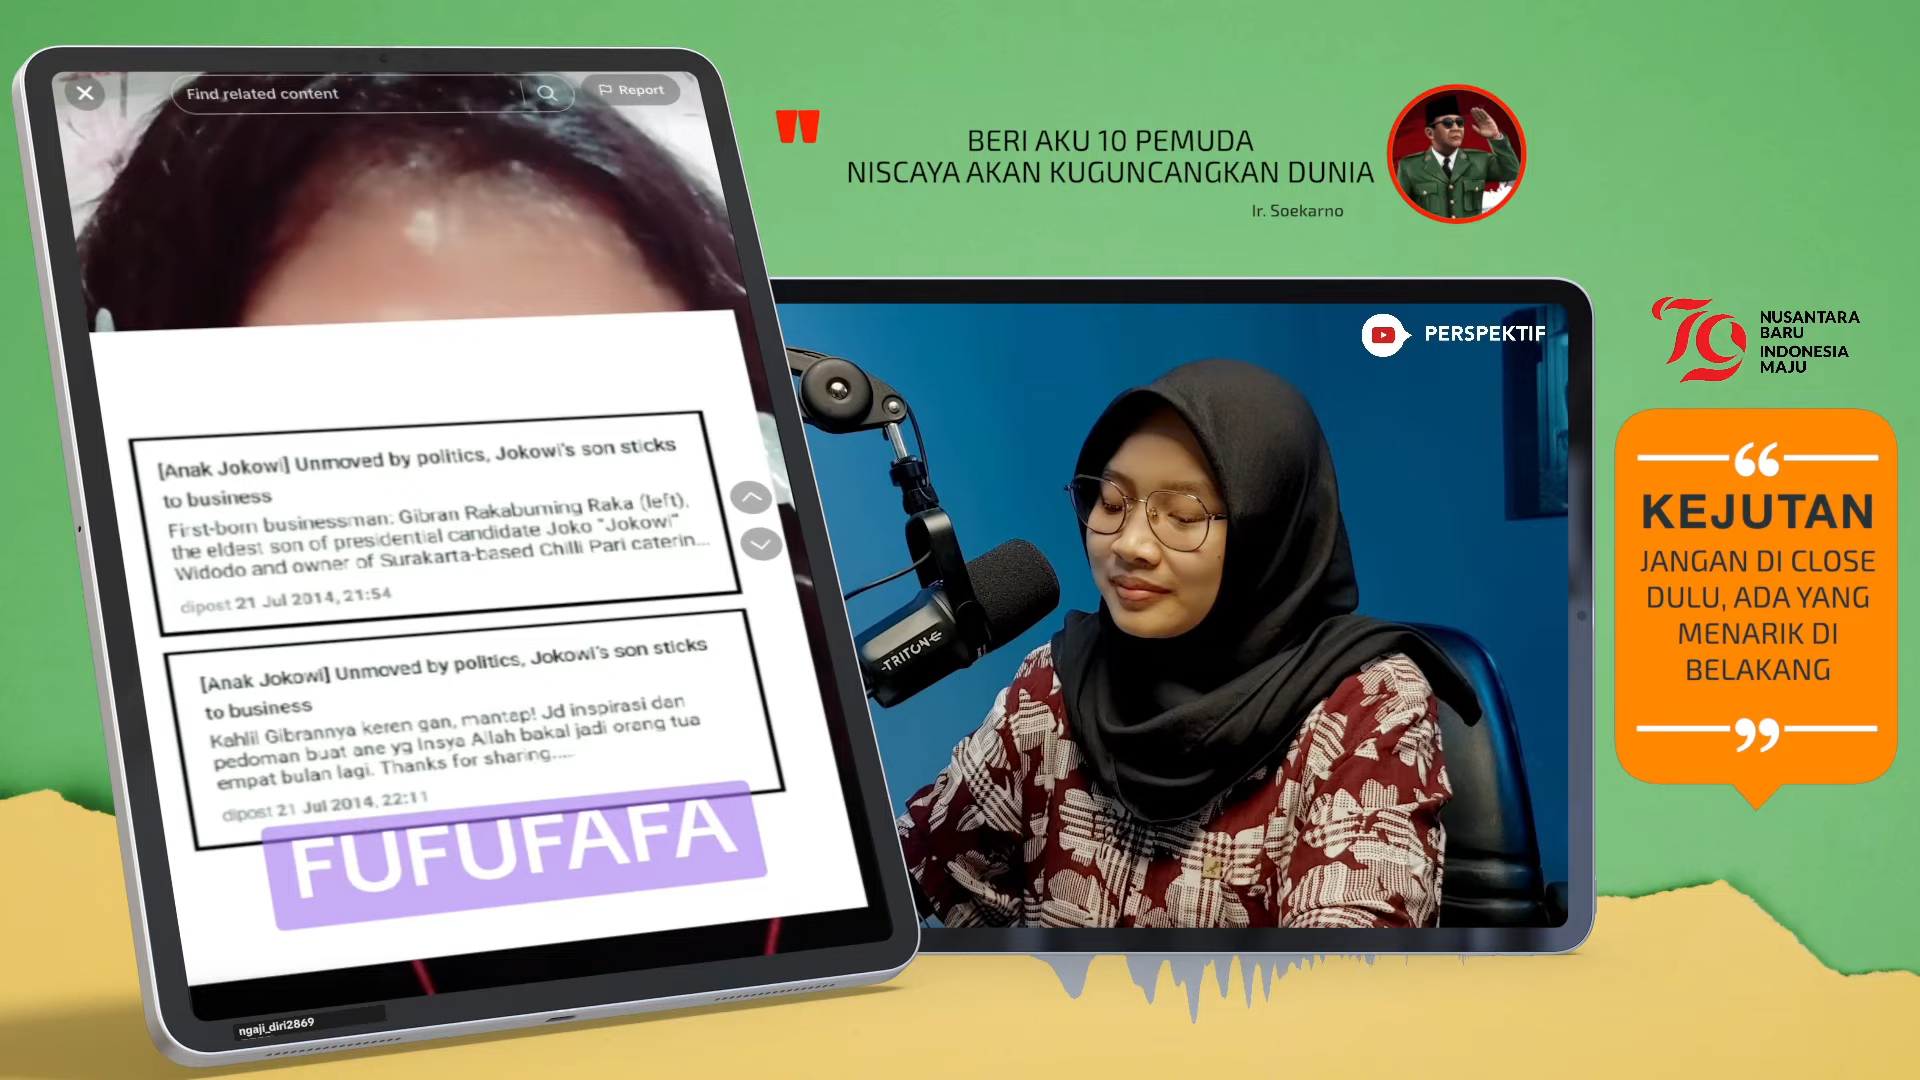 Find related content
Report
[Anak Jokowi] Unmoved by politics, Jokowi's son sticks
to business
First-born businessman: Gibran Rakabuming Raka (left),
the eldest son of presidential candidate Joko "Jokowi"
Widodo and owner of Surakarta-based Chilli Pari caterin...
dipost 21 Jul 2014, 21:54
[Anak Jokowi] Unmoved by politics, Jokowi's son sticks
to business
Kahlil Gibrannya keren gan, mantap! Jd inspirasi dan
pedoman buat ane yg Insya Allah bakal jadi orang tua
empat bulan lagi. Thanks for sharing.....
dipost 21 Jul 2014, 22:11
FUFUFAFA
ngaji_diri2869
"
BERI AKU 10 PEMUDA
NISCAYA AKAN KUGUNCANGKAN DUNIA
Ir. Soekarno
PERSPEKTIF
TRITON
79
NUSANTARA
BARU
INDONESIA
MAJU
“
KEJUTAN
JANGAN DI CLOSE
DULU, ADA YANG
MENARIK DI
BELAKANG
”